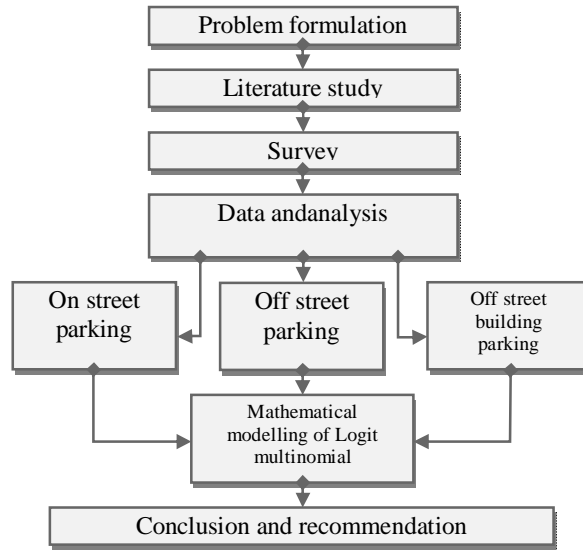 Problem formulation
Literature study
Survey
Data andanalysis
On street
parking
Off street
parking
Off street
building
parking
Mathematical
modelling of Logit
multinomial
Conclusion and recommendation